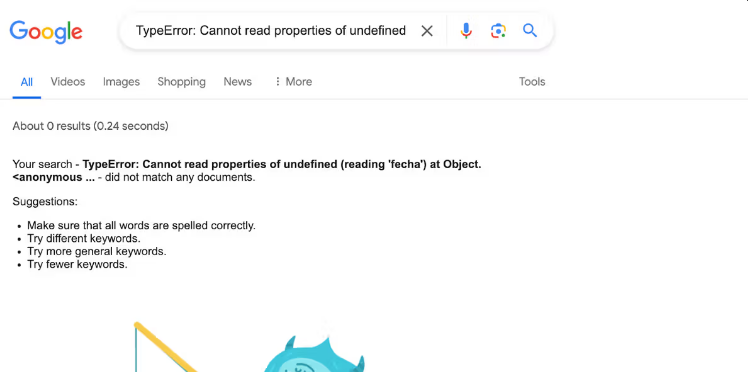 Google
TypeError: Cannot read properties of undefined
All Videos Images Shopping News More Tools
About 0 results (0.24 seconds)
Your search - TypeError: Cannot read properties of undefined (reading 'fecha') at Object.
<anonymous ... - did not match any documents.
Suggestions:
Make sure that all words are spelled correctly.
Try different keywords.
Try more general keywords.
Try fewer keywords.